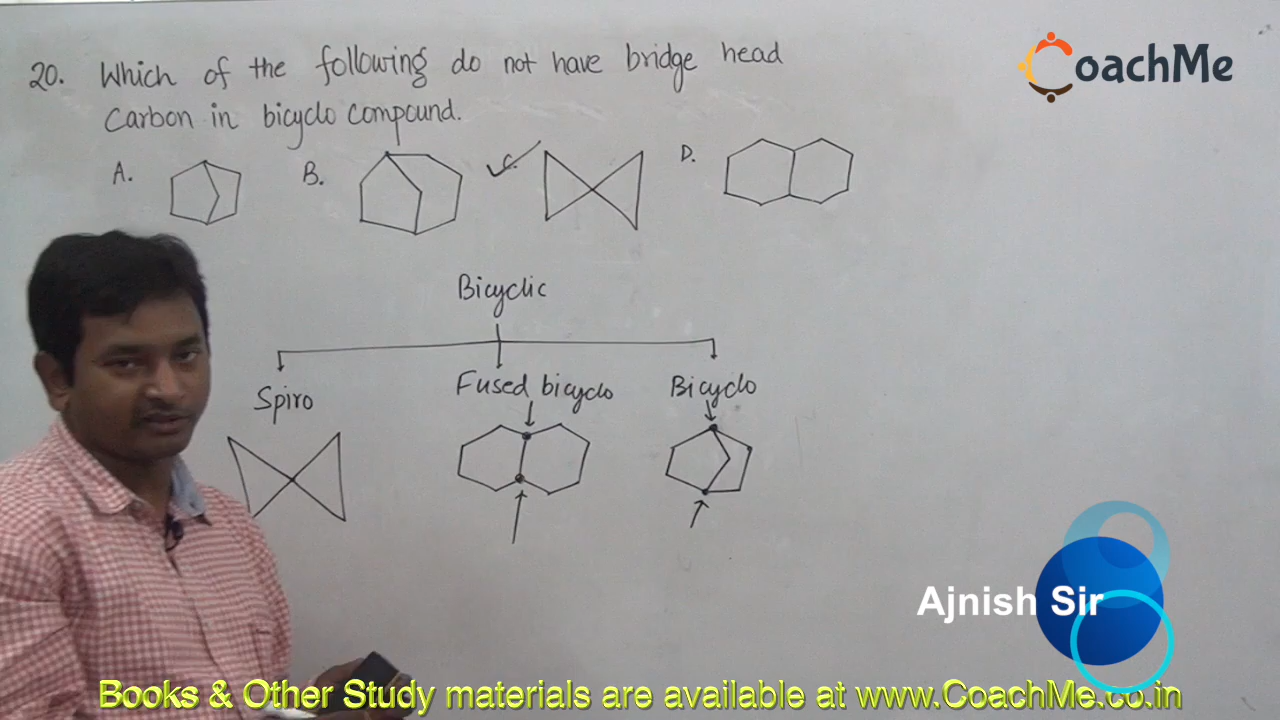 CoachMe
20. Which of the following do not have bridge head
Carbon in bicyclo compound.
A. B. C. D.
Bicyclic
Spiro Fused bicyclo Bicyclo
Ajnish Sir
Books & Other Study materials are available at www.CoachMe.co.in